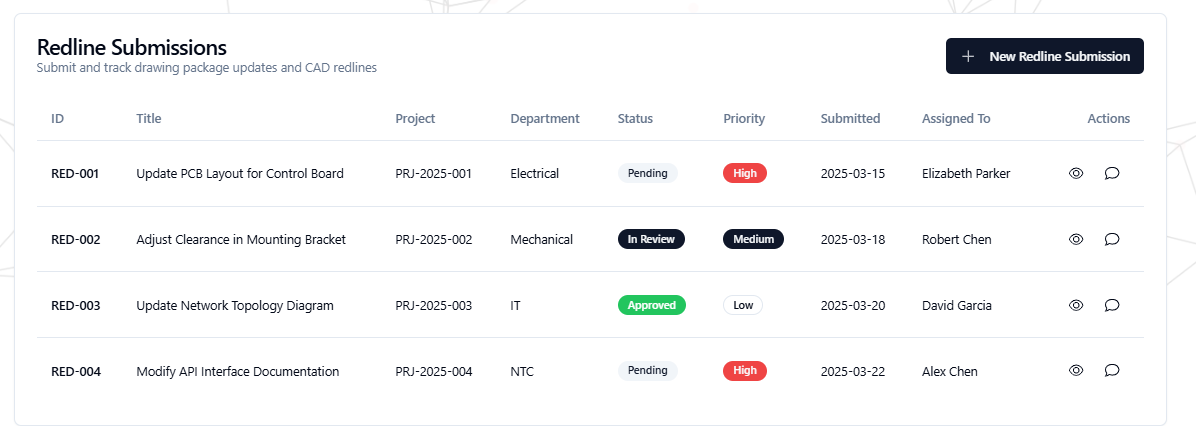 Redline Submissions
Submit and track drawing package updates and CAD redlines
New Redline Submission
ID Title Project Department Status Priority Submitted Assigned To Actions
RED-001 Update PCB Layout for Control Board PRJ-2025-001 Electrical Pending High 2025-03-15 Elizabeth Parker
RED-002 Adjust Clearance in Mounting Bracket PRJ-2025-002 Mechanical In Review Medium 2025-03-18 Robert Chen
RED-003 Update Network Topology Diagram PRJ-2025-003 IT Approved Low 2025-03-20 David Garcia
RED-004 Modify API Interface Documentation PRJ-2025-004 NTC Pending High 2025-03-22 Alex Chen